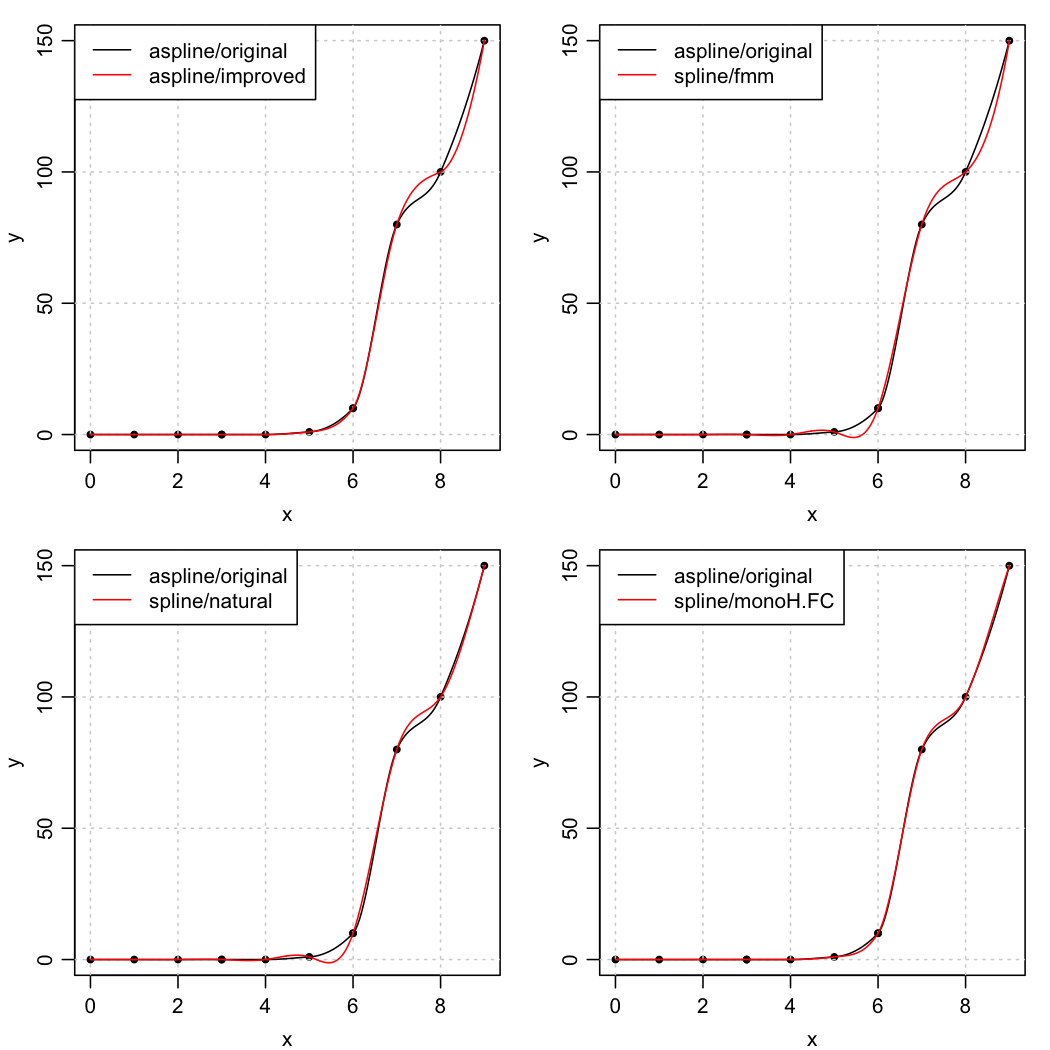 aspline/original
aspline/improved
150
100
50
0
y
0 2 4 6 8
x
aspline/original
spline/fmm
150
100
50
0
y
0 2 4 6 8
x
aspline/original
spline/natural
150
100
50
0
y
0 2 4 6 8
x
aspline/original
spline/monoH.FC
150
100
50
0
y
0 2 4 6 8
x